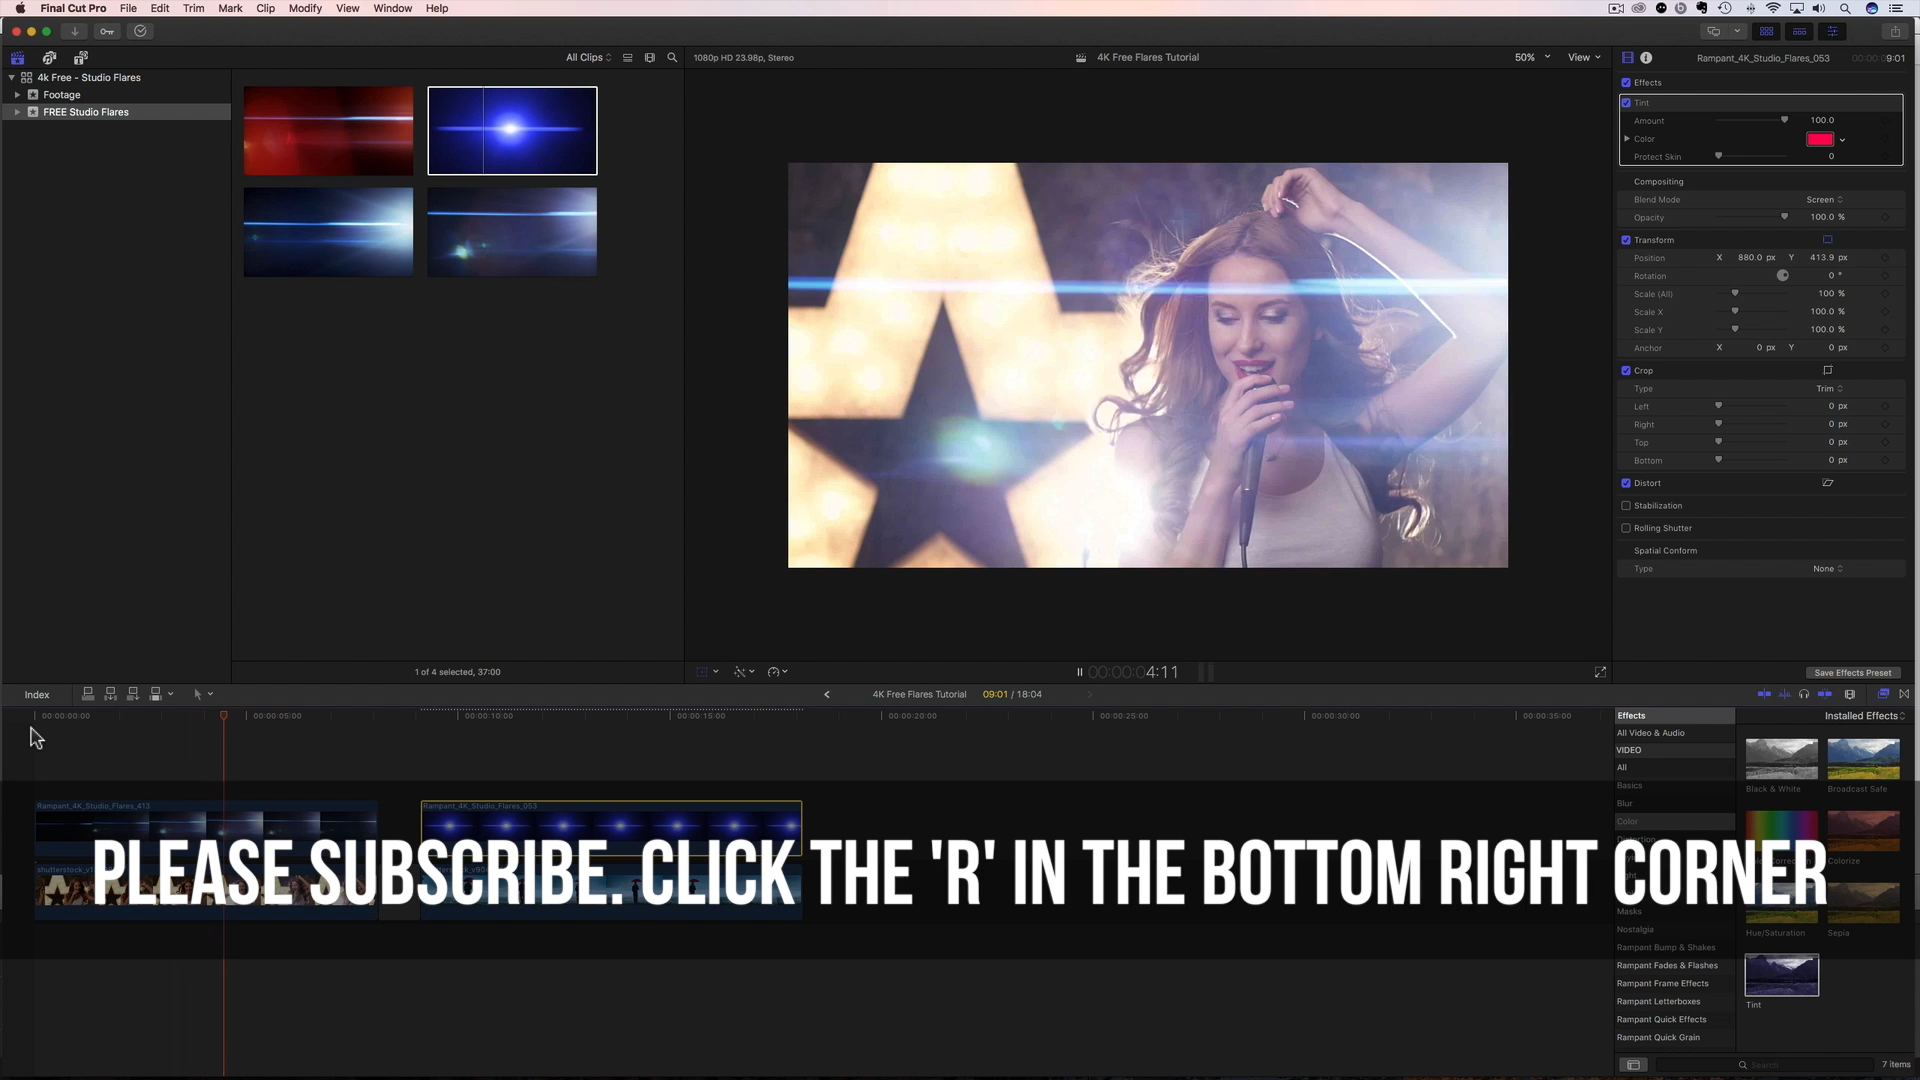 Final Cut Pro File Edit Trim Mark Clip Modify View Window Help
All Clips
1080p HD 23.98p, Stereo
4K Free Flares Tutorial
50%
View
Rampant_4K_Studio_Flares_053
9:01
4k Free - Studio Flares
Footage
FREE Studio Flares
Effects
Tint
Amount 100.0
Color
Protect Skin 0
Compositing
Blend Mode Screen
Opacity 100.0 %
Transform
Position X 880.0 px Y 413.9 px
Rotation 0 °
Scale (All) 100 %
Scale X 100.0 %
Scale Y 100.0 %
Anchor X 0 px Y 0 px
Crop
Type Trim
Left 0 px
Right 0 px
Top 0 px
Bottom 0 px
Distort
Stabilization
Rolling Shutter
Spatial Conform
Type None
Save Effects Preset
1 of 4 selected, 37:00
00:00:00:04:11
Index
4K Free Flares Tutorial
09:01 / 18:04
00:00:00:00
00:00:05:00
00:00:10:00
00:00:15:00
00:00:20:00
00:00:25:00
00:00:30:00
00:00:35:00
Rampant_4K_Studio_Flares_413
Rampant_4K_Studio_Flares_053
PLEASE SUBSCRIBE. CLICK THE 'R' IN THE BOTTOM RIGHT CORNER
Effects
Installed Effects
All Video & Audio
VIDEO
All
Basics
Blur
Color
Masks
Nostalgia
Rampant Bump & Shakes
Rampant Fades & Flashes
Rampant Frame Effects
Rampant Letterboxes
Rampant Quick Effects
Rampant Quick Grain
Black & White
Broadcast Safe
Colorize
Hue/Saturation
Sepia
Tint
Search
7 items